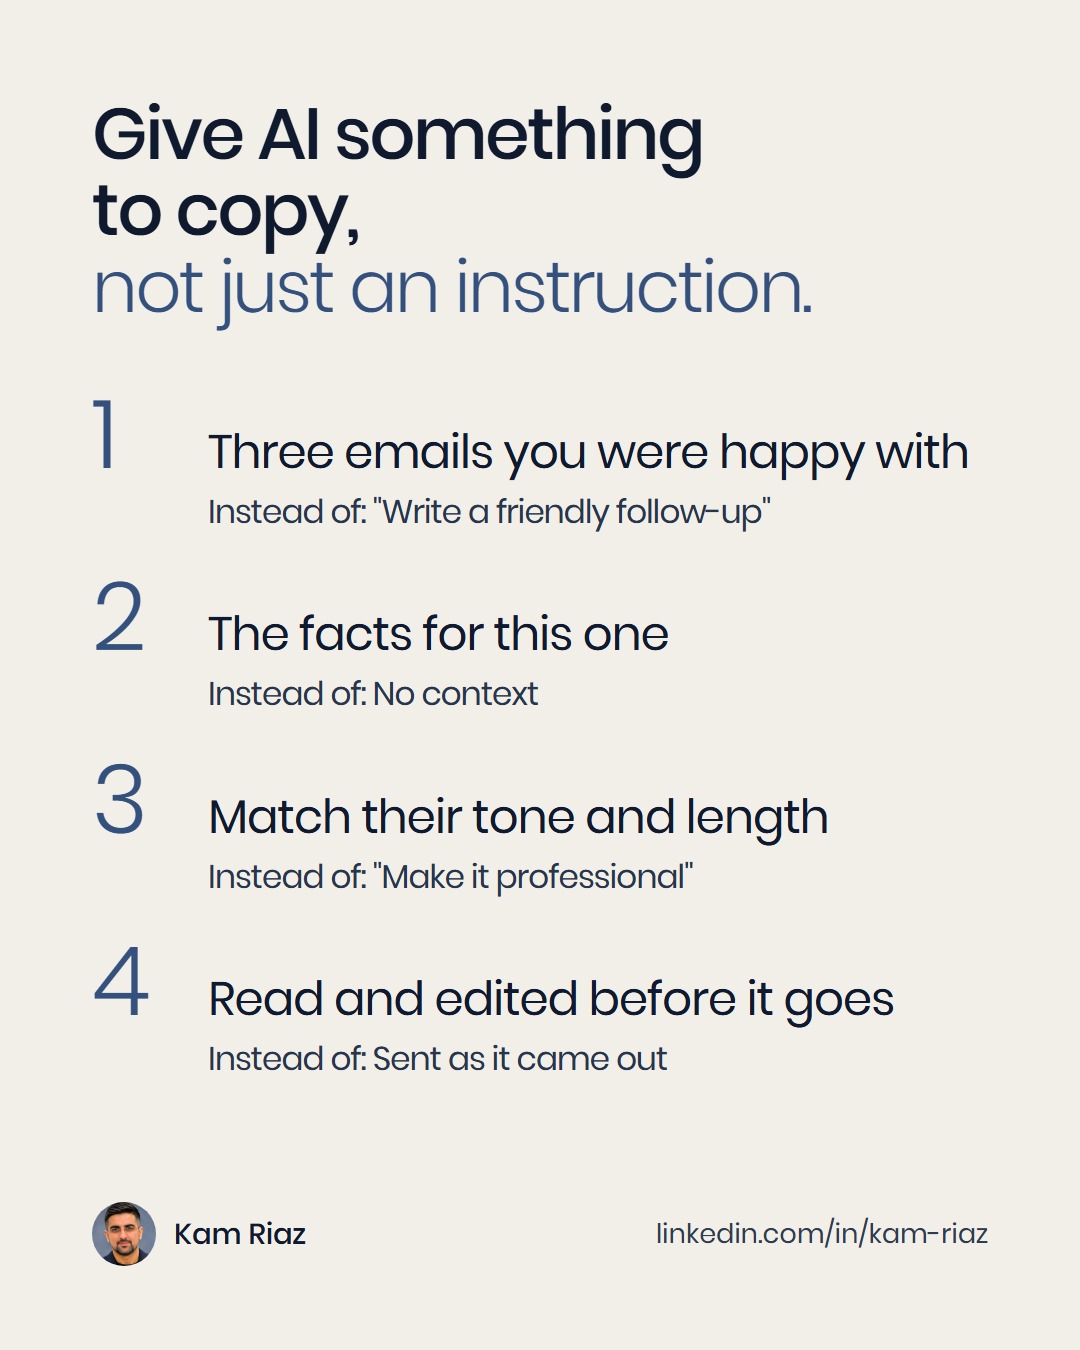 Give AI something
to copy,
not just an instruction.
1
Three emails you were happy with
Instead of: "Write a friendly follow-up"
2
The facts for this one
Instead of: No context
3
Match their tone and length
Instead of: "Make it professional"
4
Read and edited before it goes
Instead of: Sent as it came out
Kam Riaz
linkedin.com/in/kam-riaz